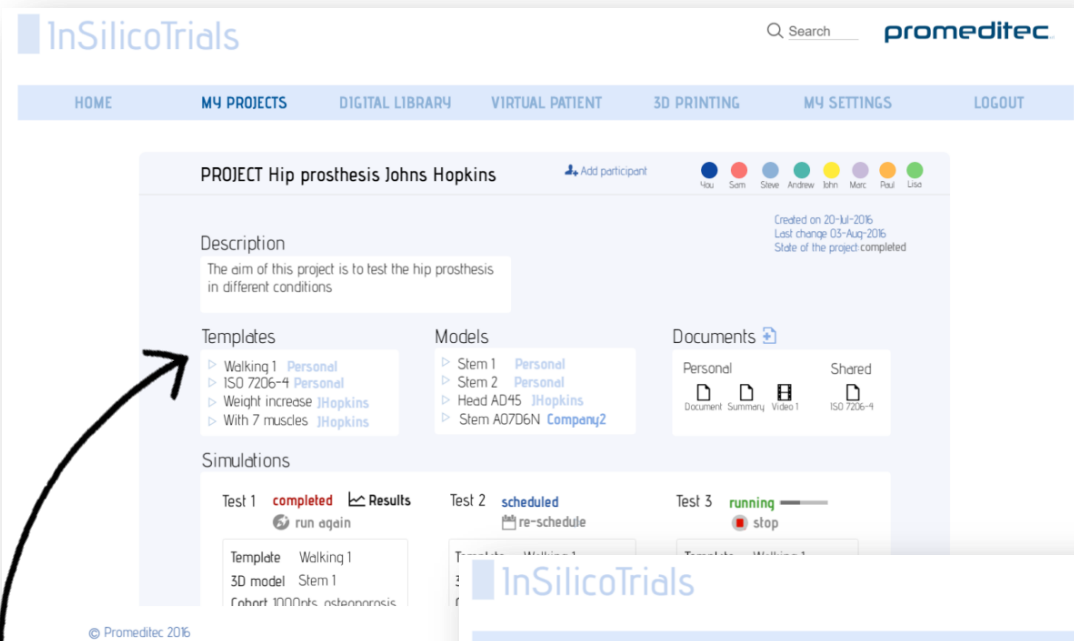 InSilicoTrials
Search
promeditec
HOME MY PROJECTS DIGITAL LIBRARY VIRTUAL PATIENT 3D PRINTING MY SETTINGS LOGOUT
PROJECT Hip prosthesis Johns Hopkins
Add participant
You Sam Steve Andrew John Marc Paul Lisa
Created on 20-Jul-2016
Last change 03-Aug-2016
State of the project completed
Description
The aim of this project is to test the hip prosthesis
in different conditions
Templates
Walking 1 Personal
ISO 7206-4 Personal
Weight increase JHopkins
With 7 muscles JHopkins
Models
Stem 1 Personal
Stem 2 Personal
Head AD45 JHopkins
Stem A07D6N Company2
Documents
Personal Shared
Document Summary Video 1 ISO 7206-4
Simulations
Test 1 completed Results
run again
Test 2 scheduled
re-schedule
Test 3 running
stop
Template Walking 1
3D model Stem 1
Cohort 1000pts, osteoporosis
InSilicoTrials
© Promeditec 2016